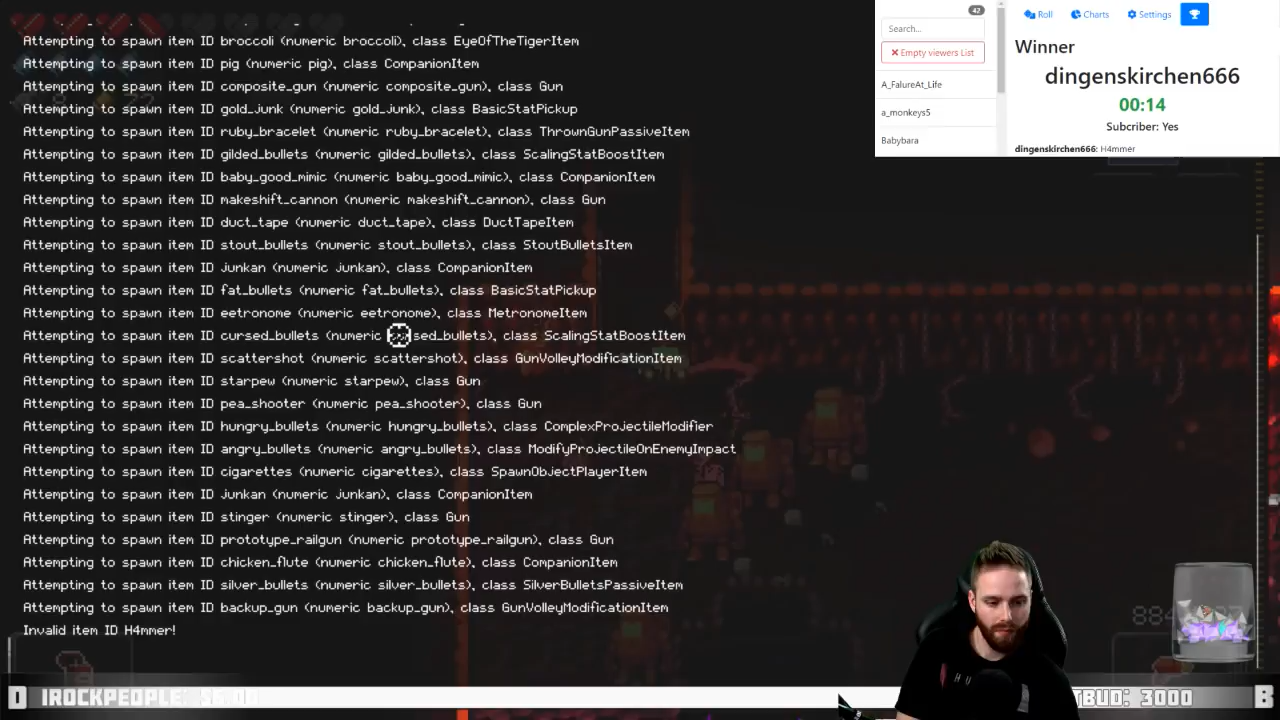 Attempting to spawn item ID broccoli (numeric broccoli), class EyeOfTheTigerItem
Attempting to spawn item ID pig (numeric pig), class CompanionItem
Attempting to spawn item ID composite_gun (numeric composite_gun), class Gun
Attempting to spawn item ID gold_junk (numeric gold_junk), class BasicStatPickup
Attempting to spawn item ID ruby_bracelet (numeric ruby_bracelet), class ThrownGunPassiveItem
Attempting to spawn item ID gilded_bullets (numeric gilded_bullets), class ScalingStatBoostItem
Attempting to spawn item ID baby_good_mimic (numeric baby_good_mimic), class CompanionItem
Attempting to spawn item ID makeshift_cannon (numeric makeshift_cannon), class Gun
Attempting to spawn item ID duct_tape (numeric duct_tape), class DuctTapeItem
Attempting to spawn item ID stout_bullets (numeric stout_bullets), class StoutBulletsItem
Attempting to spawn item ID junkan (numeric junkan), class CompanionItem
Attempting to spawn item ID fat_bullets (numeric fat_bullets), class BasicStatPickup
Attempting to spawn item ID eetronome (numeric eetronome), class MetronomeItem
Attempting to spawn item ID cursed_bullets (numeric sed_bullets), class ScalingStatBoostItem
Attempting to spawn item ID scattershot (numeric scattershot), class GunVolleyModificationItem
Attempting to spawn item ID starpew (numeric starpew), class Gun
Attempting to spawn item ID pea_shooter (numeric pea_shooter), class Gun
Attempting to spawn item ID hungry_bullets (numeric hungry_bullets), class ComplexProjectileModifier
Attempting to spawn item ID angry_bullets (numeric angry_bullets), class ModifyProjectileOnEnemyImpact
Attempting to spawn item ID cigarettes (numeric cigarettes), class SpawnObjectPlayerItem
Attempting to spawn item ID junkan (numeric junkan), class CompanionItem
Attempting to spawn item ID stinger (numeric stinger), class Gun
Attempting to spawn item ID prototype_railgun (numeric prototype_railgun), class Gun
Attempting to spawn item ID chicken_flute (numeric chicken_flute), class CompanionItem
Attempting to spawn item ID silver_bullets (numeric silver_bullets), class SilverBulletsPassiveItem
Attempting to spawn item ID backup_gun (numeric backup_gun), class GunVolleyModificationItem
Invalid item ID H4mmer!
42
Search...
Empty viewers List
A_FalureAt_Life
a_monkeys5
Babybara
Roll Charts Settings
Winner
dingenskirchen666
00:14
Subcriber: Yes
dingenskirchen666: H4mmer
D IROCKPEOPLE: $5.00
TBUD: 3000 B